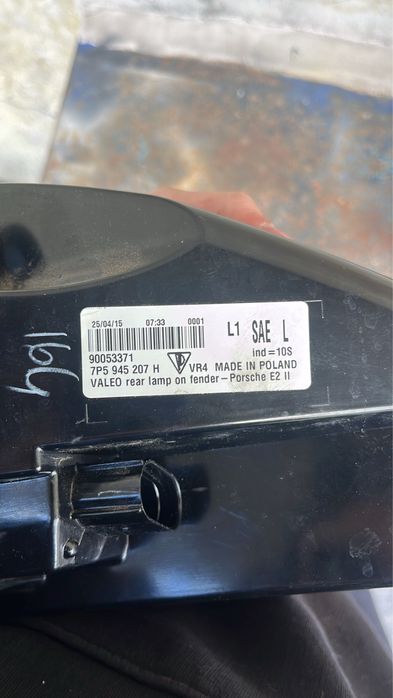 25/04/15 07:33 0001
L1 SAE L
ind=10S
90053371
7P5 945 207 H VR4 MADE IN POLAND
VALEO rear lamp on fender-Porsche E2 II